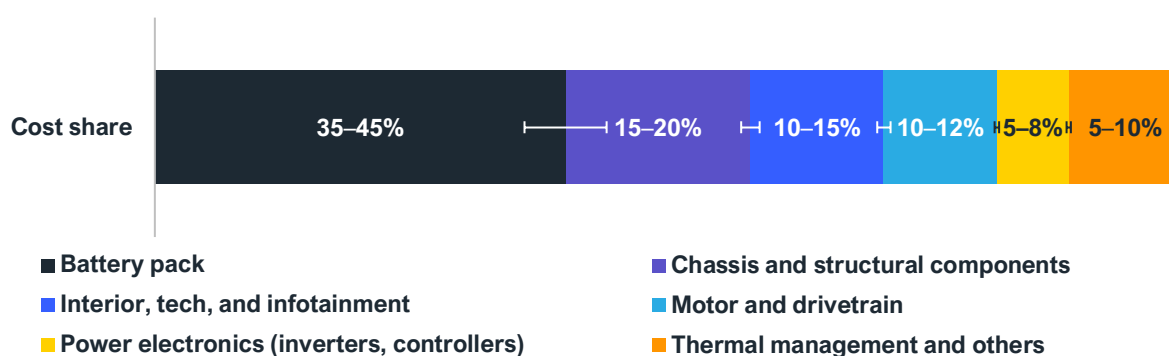 Cost share 35–45% 15–20% 10–15% 10–12% 5–8% 5–10%
Battery pack Chassis and structural components
Interior, tech, and infotainment Motor and drivetrain
Power electronics (inverters, controllers) Thermal management and others